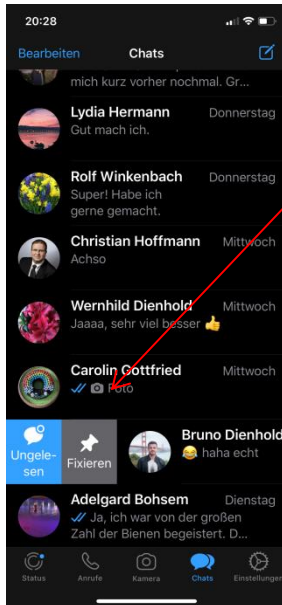 20:28
Bearbeiten Chats
mich kurz vorher nochmal. Gr...
Lydia Hermann Donnerstag
Gut mach ich.
Rolf Winkenbach Donnerstag
Super! Habe ich
gerne gemacht.
Christian Hoffmann Mittwoch
Achso
Wernhild Dienhold Mittwoch
Jaaaa, sehr viel besser 👍
Carolin Gottfried Mittwoch
Foto
Ungele-
sen
Fixieren
Bruno Dienhold
😂 haha echt
Adelgard Bohsem Dienstag
Ja, ich war von der großen
Zahl der Bienen begeistert. D...
Status Anrufe Kamera Chats Einstellungen